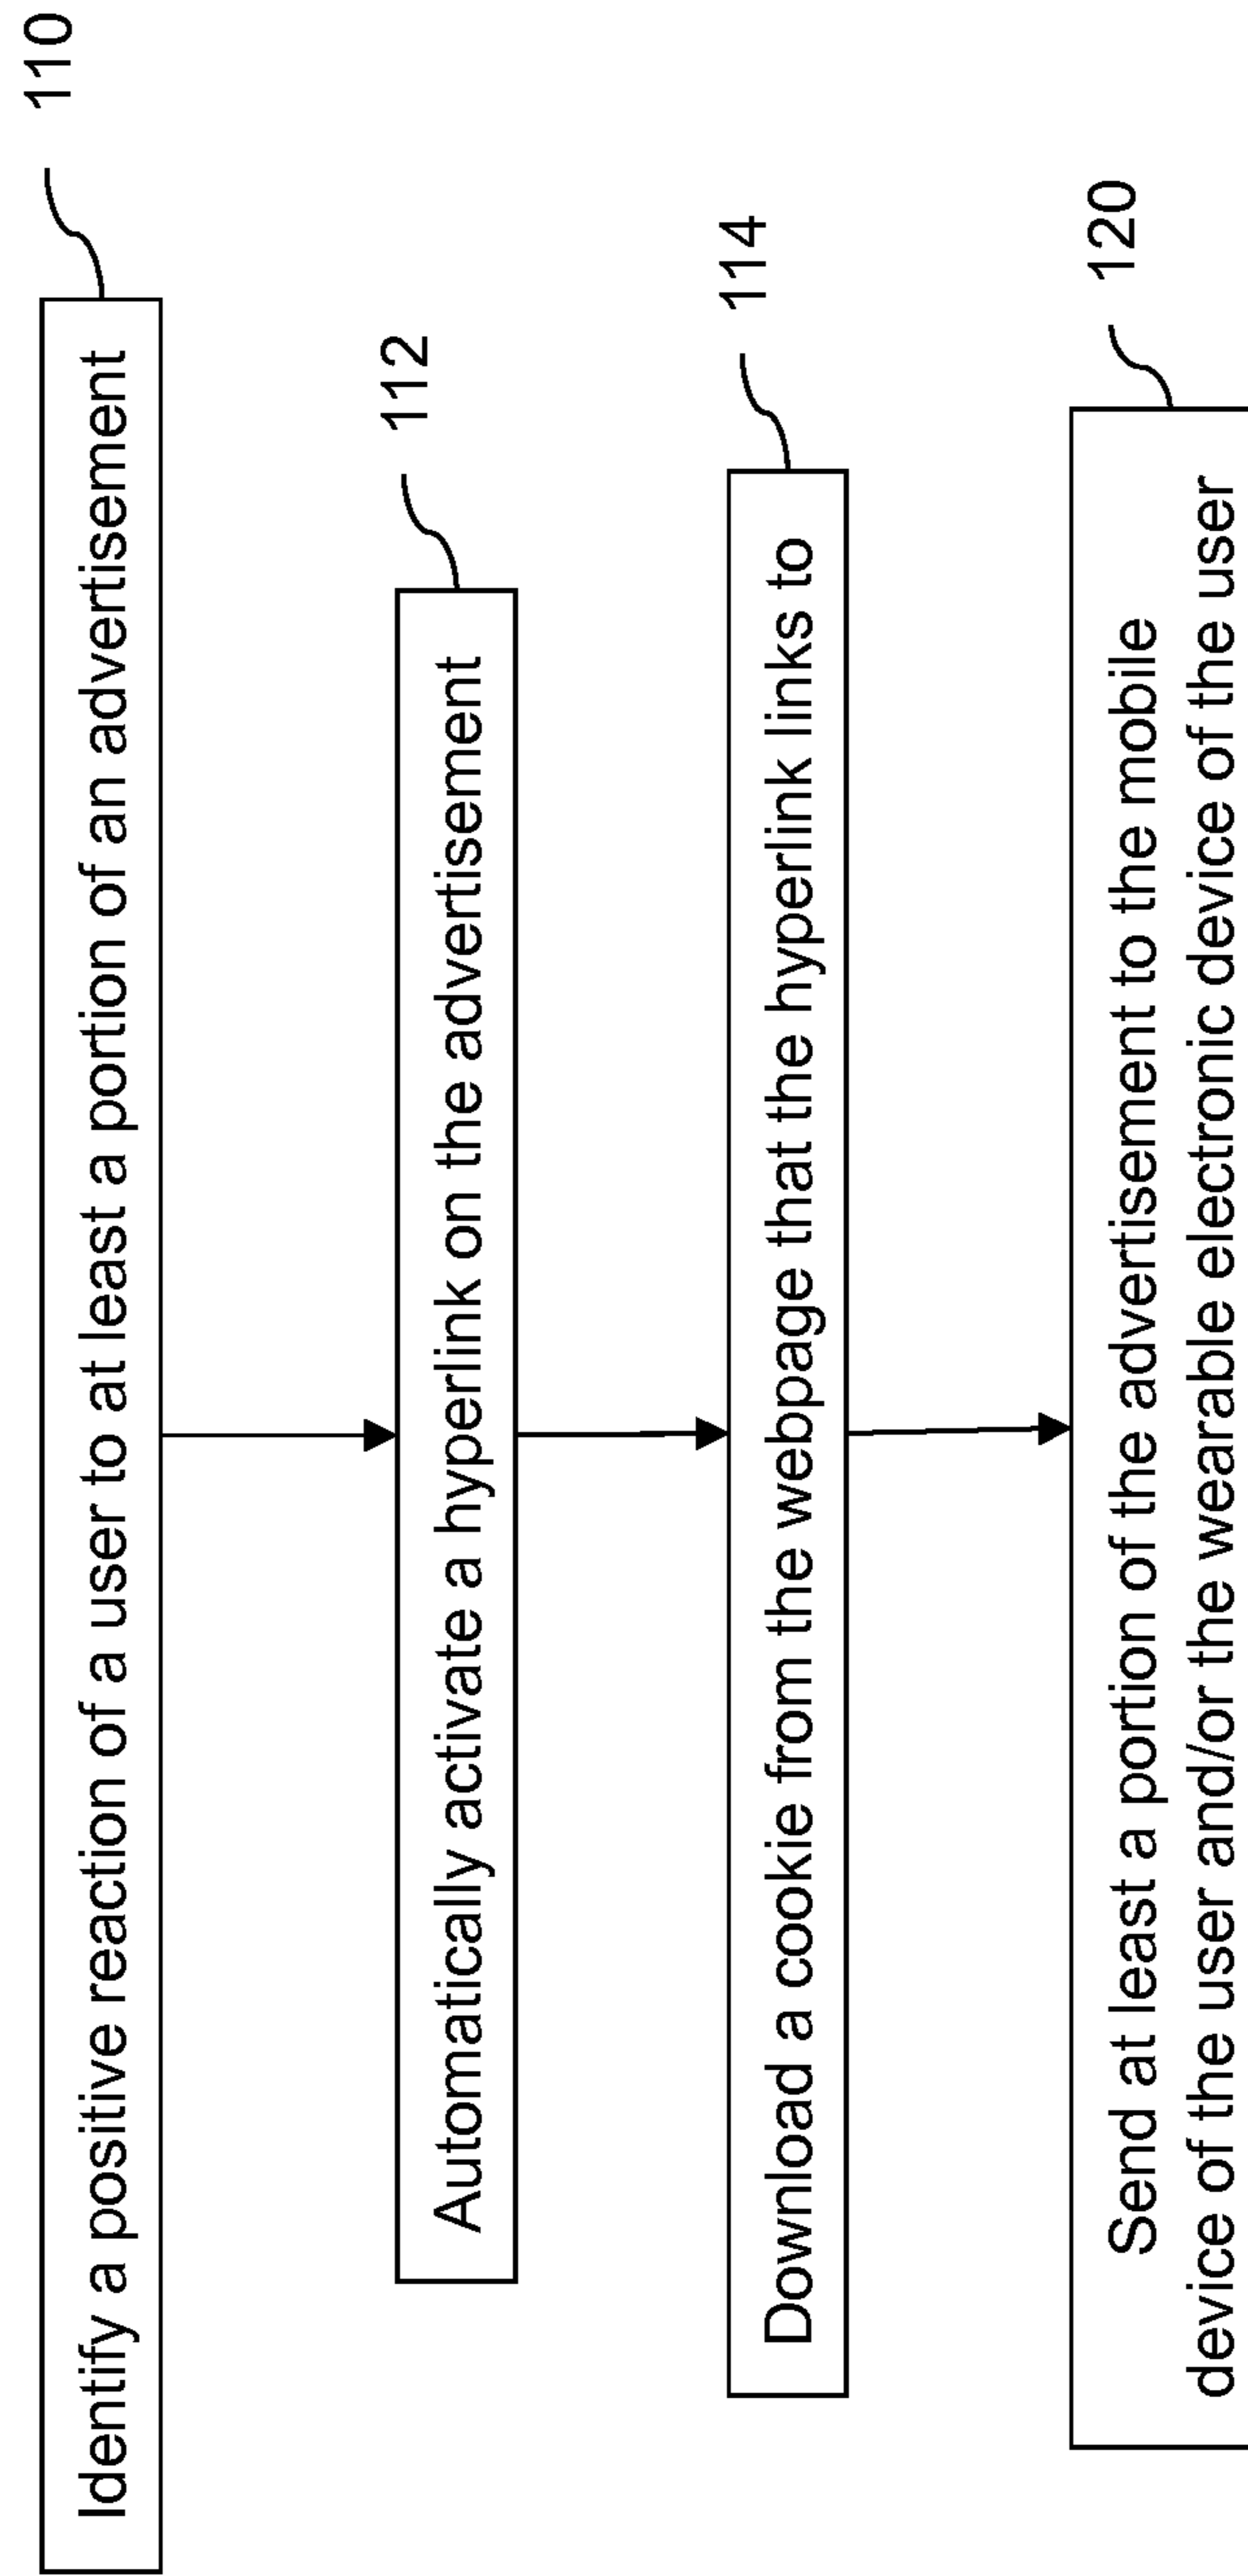 Identify a positive reaction of a user to at least a portion of an advertisement
110
Automatically activate a hyperlink on the advertisement
112
Download a cookie from the webpage that the hyperlink links to
114
Send at least a portion of the advertisement to the mobile
device of the user and/or the wearable electronic device of the user
120